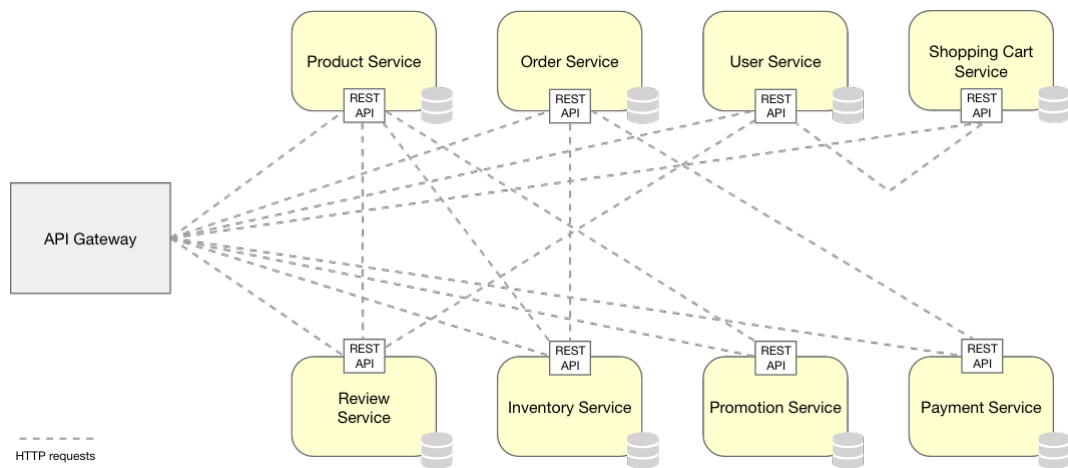 Product Service
Order Service
User Service
Shopping Cart
Service
REST
API
REST
API
REST
API
REST
API
API Gateway
REST
API
REST
API
REST
API
REST
API
Review
Service
Inventory Service
Promotion Service
Payment Service
HTTP requests